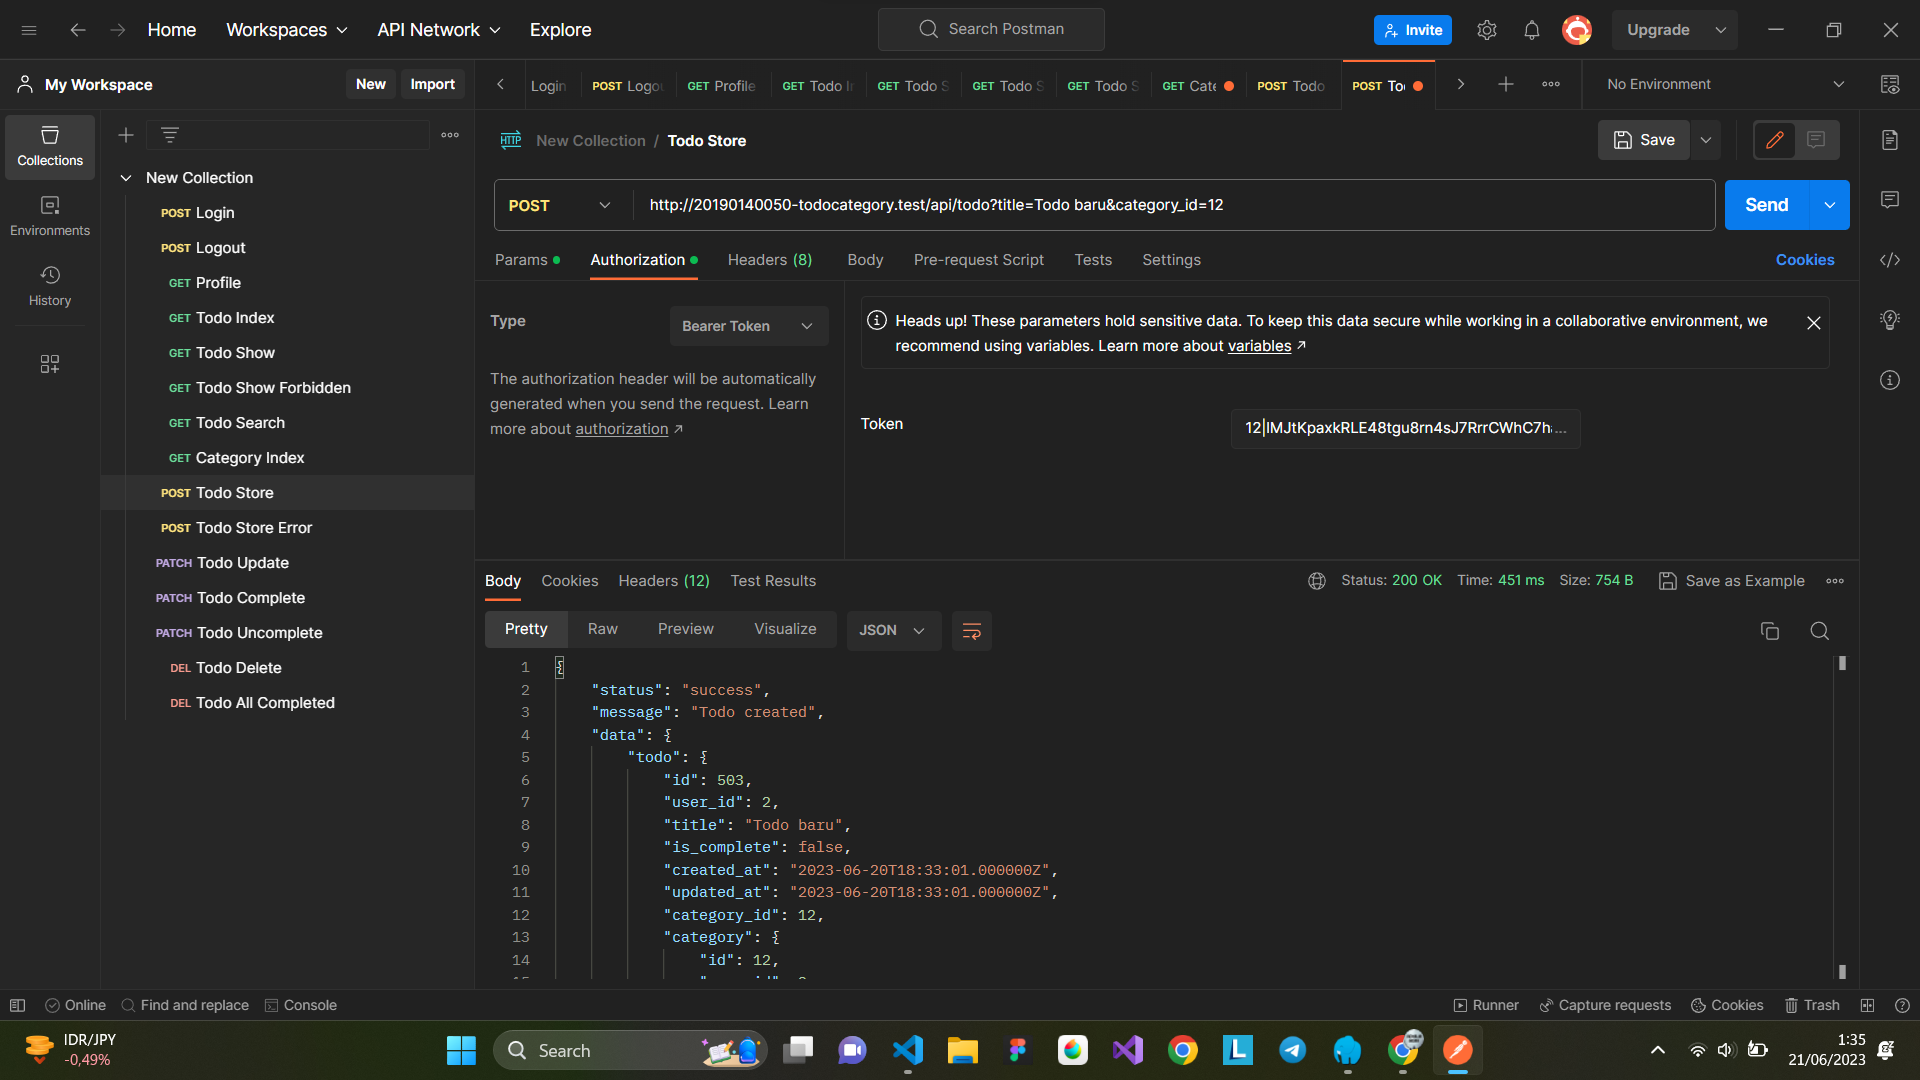 Home Workspaces API Network Explore Search Postman Invite Upgrade
My Workspace New Import
Login POST Logou GET Profile GET Todo In GET Todo S GET Todo S GET Todo S GET Cate POST Todo POST To No Environment
Collections
Environments
History
New Collection
POST Login
POST Logout
GET Profile
GET Todo Index
GET Todo Show
GET Todo Show Forbidden
GET Todo Search
GET Category Index
POST Todo Store
POST Todo Store Error
PATCH Todo Update
PATCH Todo Complete
PATCH Todo Uncomplete
DEL Todo Delete
DEL Todo All Completed
HTTP New Collection / Todo Store Save
POST http://20190140050-todocategory.test/api/todo?title=Todo baru&category_id=12 Send
Params Authorization Headers (8) Body Pre-request Script Tests Settings Cookies
Type Bearer Token
The authorization header will be automatically
generated when you send the request. Learn
more about authorization ↗
Heads up! These parameters hold sensitive data. To keep this data secure while working in a collaborative environment, we
recommend using variables. Learn more about variables ↗
Token 12|IMJtKpaxkRLE48tgu8rn4sJ7RrrCWhC7h...
Body Cookies Headers (12) Test Results Status: 200 OK Time: 451 ms Size: 754 B Save as Example
Pretty Raw Preview Visualize JSON
1 {
2 "status": "success",
3 "message": "Todo created",
4 "data": {
5 "todo": {
6 "id": 503,
7 "user_id": 2,
8 "title": "Todo baru",
9 "is_complete": false,
10 "created_at": "2023-06-20T18:33:01.000000Z",
11 "updated_at": "2023-06-20T18:33:01.000000Z",
12 "category_id": 12,
13 "category": {
14 "id": 12,
Online Find and replace Console Runner Capture requests Cookies Trash
IDR/JPY
-0,49%
Search
1:35
21/06/2023